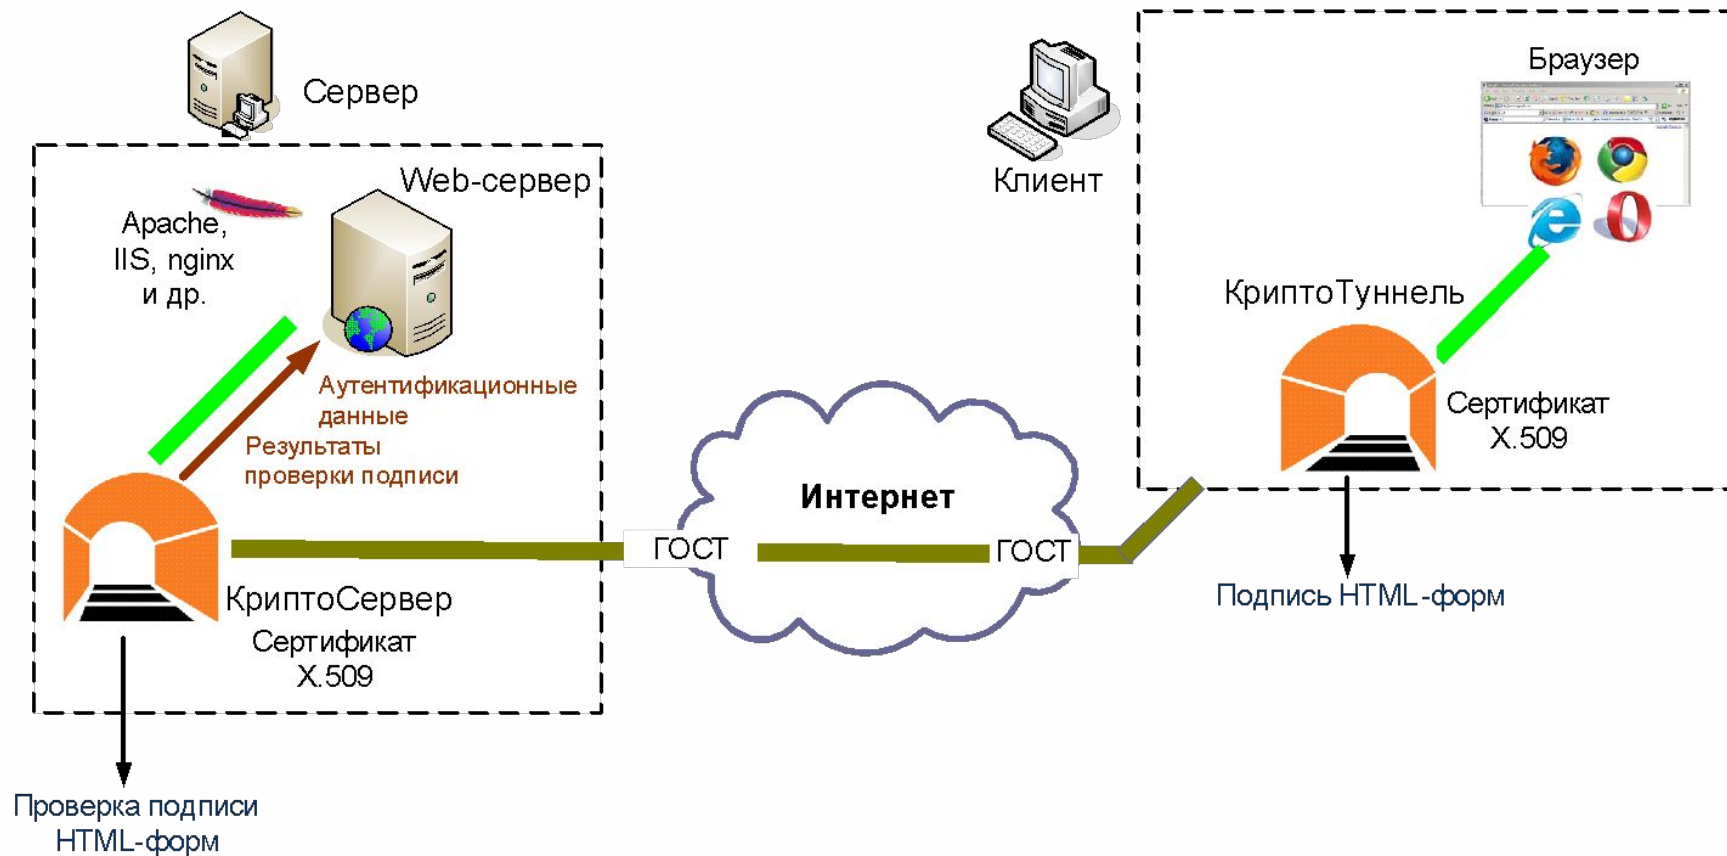 Сервер
Web-сервер
Apache,
IIS, nginx
и др.
Аутентификационные
данные
Результаты
проверки подписи
КриптоСервер
Сертификат
X.509
Проверка подписи
HTML-форм
ГОСТ
Интернет
ГОСТ
Клиент
Браузер
КриптоТуннель
Сертификат
X.509
Подпись HTML-форм